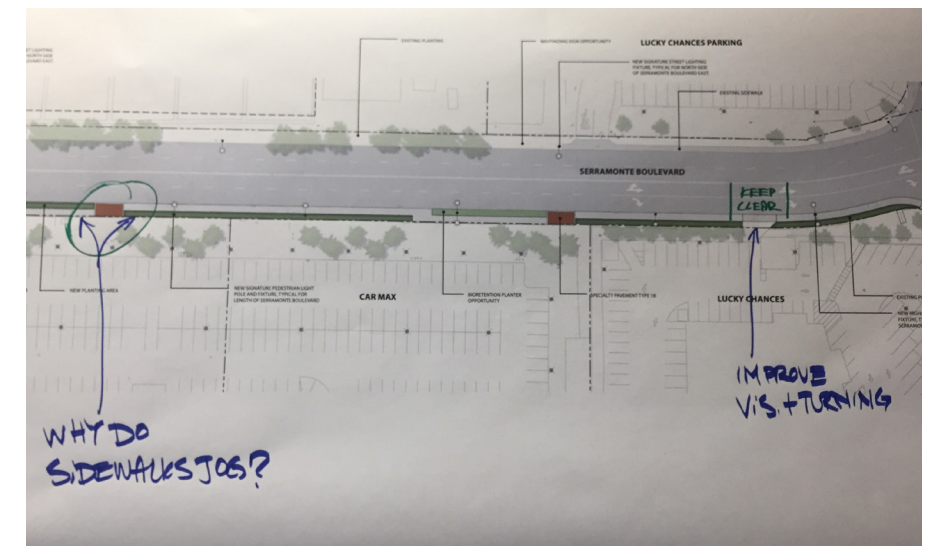 EXISTING PLANTING
WAYFINDING SIGN OPPORTUNITY
LUCKY CHANCES PARKING
NEW SIGNATURE STREET LIGHTING
FIXTURE, TYPICAL FOR NORTH SIDE
OF SERRAMONTE BOULEVARD EAST
EXISTING SIDEWALK
SERRAMONTE BOULEVARD
KEEP
CLEAR
NEW PLANTING AREA
NEW SIGNATURE PEDESTRIAN LIGHT
POLE AND FIXTURE, TYPICAL FOR
LENGTH OF SERRAMONTE BOULEVARD
CAR MAX
BIORETENTION PLANTER
OPPORTUNITY
SPECIALTY PAVEMENT TYPE 1B
LUCKY CHANCES
EXISTING
IMPROVE
VIS. + TURNING
WHY DO
SIDEWALKS JOG?